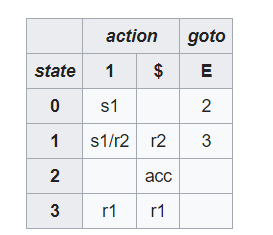 action goto
state 1 $ E
0 s1 2
1 s1/r2 r2 3
2 acc
3 r1 r1